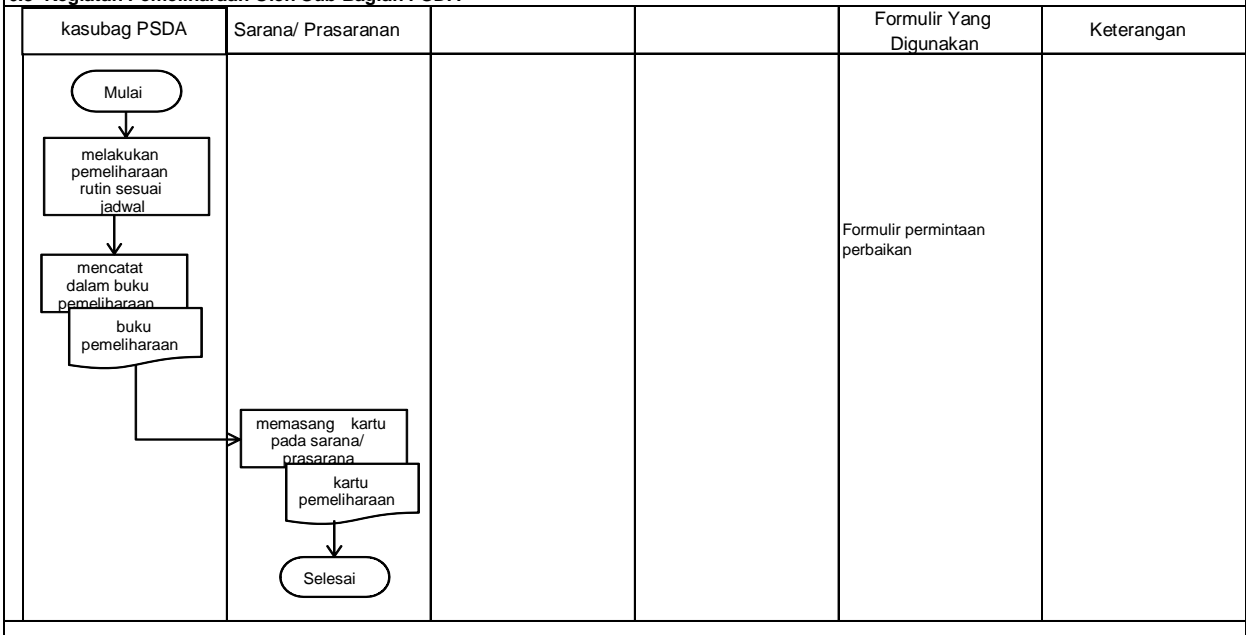 kasubag PSDA
Sarana/ Prasaranan
Formulir Yang
Digunakan
Keterangan
Mulai
melakukan
pemeliharaan
rutin sesuai
jadwal
Formulir permintaan
perbaikan
mencatat
dalam buku
pemeliharaan
buku
pemeliharaan
memasang kartu
pada sarana/
prasarana
kartu
pemeliharaan
Selesai